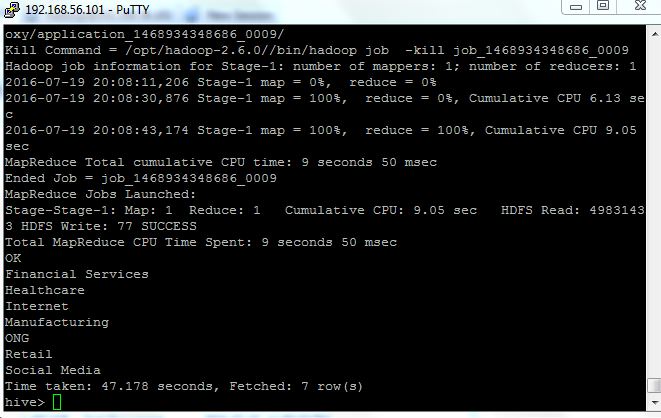 192.168.56.101 - PuTTY
oxy/application_1468934348686_0009/
Kill Command = /opt/hadoop-2.6.0//bin/hadoop job  -kill job_1468934348686_0009
Hadoop job information for Stage-1: number of mappers: 1; number of reducers: 1
2016-07-19 20:08:11,206 Stage-1 map = 0%,  reduce = 0%
2016-07-19 20:08:30,876 Stage-1 map = 100%,  reduce = 0%, Cumulative CPU 6.13 se
c
2016-07-19 20:08:43,174 Stage-1 map = 100%,  reduce = 100%, Cumulative CPU 9.05
sec
MapReduce Total cumulative CPU time: 9 seconds 50 msec
Ended Job = job_1468934348686_0009
MapReduce Jobs Launched:
Stage-Stage-1: Map: 1  Reduce: 1   Cumulative CPU: 9.05 sec   HDFS Read: 4983143
3 HDFS Write: 77 SUCCESS
Total MapReduce CPU Time Spent: 9 seconds 50 msec
OK
Financial Services
Healthcare
Internet
Manufacturing
ONG
Retail
Social Media
Time taken: 47.178 seconds, Fetched: 7 row(s)
hive>